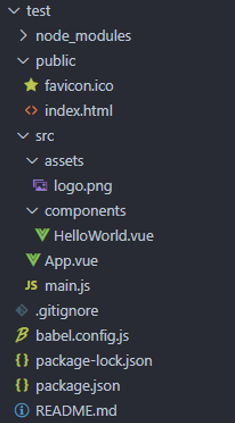 test
node_modules
public
favicon.ico
index.html
src
assets
logo.png
components
HelloWorld.vue
App.vue
main.js
.gitignore
babel.config.js
package-lock.json
package.json
README.md